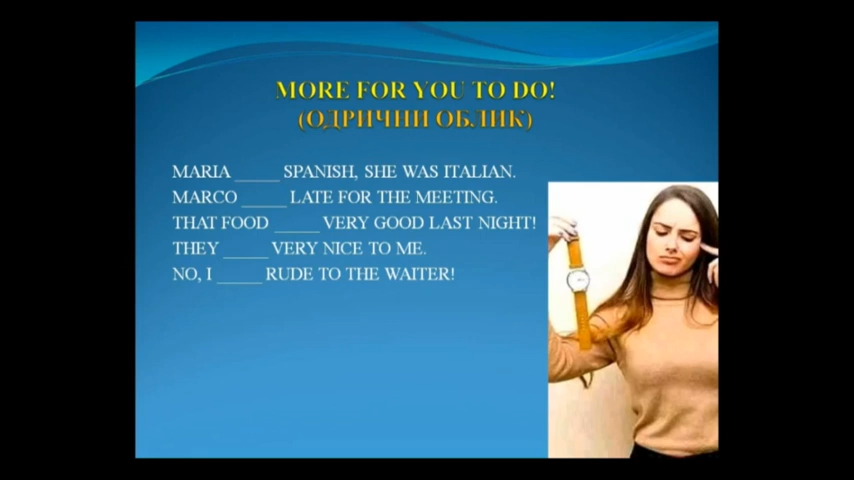 MORE FOR YOU TO DO!
(ОДРИЧНИ ОБЛИК)
MARIA _____ SPANISH, SHE WAS ITALIAN.
MARCO _____ LATE FOR THE MEETING.
THAT FOOD _____ VERY GOOD LAST NIGHT!
THEY _____ VERY NICE TO ME.
NO, I _____ RUDE TO THE WAITER!